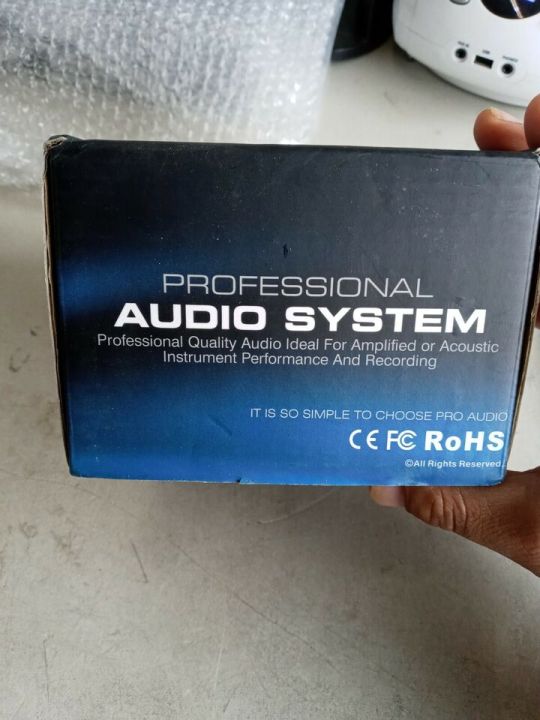 PROFESSIONAL
AUDIO SYSTEM
Professional Quality Audio Ideal For Amplified or Acoustic
Instrument Performance And Recording
IT IS SO SIMPLE TO CHOOSE PRO AUDIO
CE FC RoHS
©All Rights Reserved.